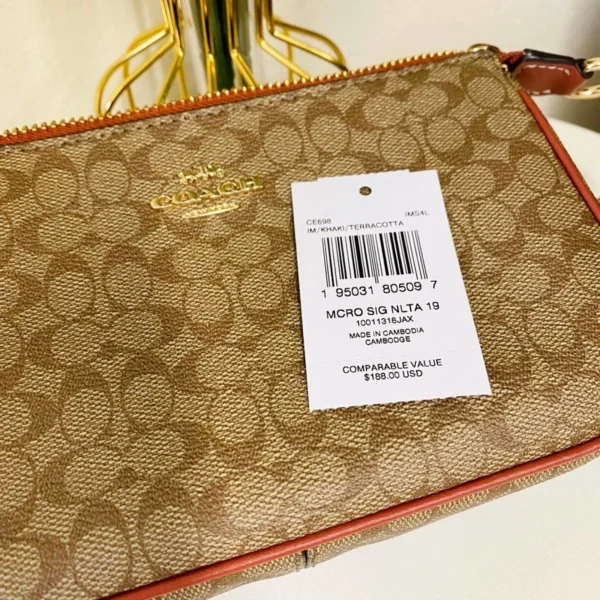 COACH
CE698 IMS4L
IM/KHAKI/TERRACOTTA
1 95031 80509 7
MCRO SIG NLTA 19
10011316JAX
MADE IN CAMBODIA
CAMBODGE
COMPARABLE VALUE
$188.00 USD